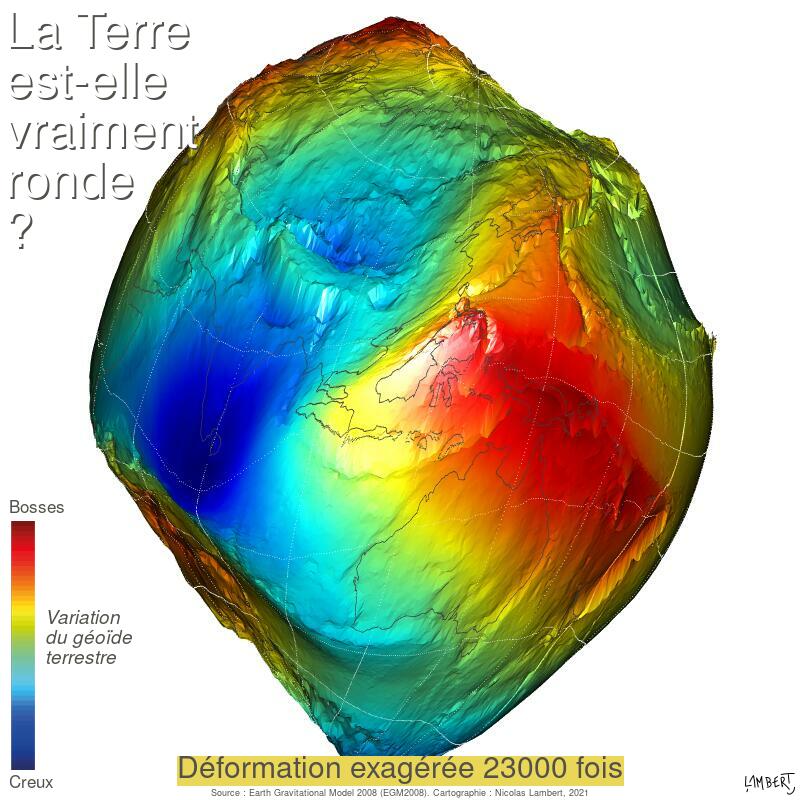 La Terre
est-elle
vraiment
ronde
?
Bosses
Variation
du géoïde
terrestre
Creux
Déformation exagérée 23000 fois
Source : Earth Gravitational Model 2008 (EGM2008). Cartographie : Nicolas Lambert, 2021
LAMBERT